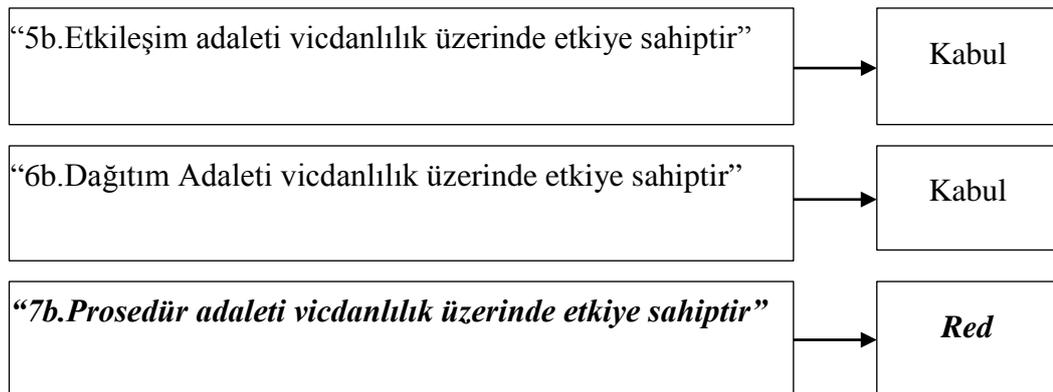 “5b.Etkileşim adaleti vicdanlılık üzerinde etkiye sahiptir”
Kabul
“6b.Dağıtım Adaleti vicdanlılık üzerinde etkiye sahiptir”
Kabul
“7b.Prosedür adaleti vicdanlılık üzerinde etkiye sahiptir”
Red